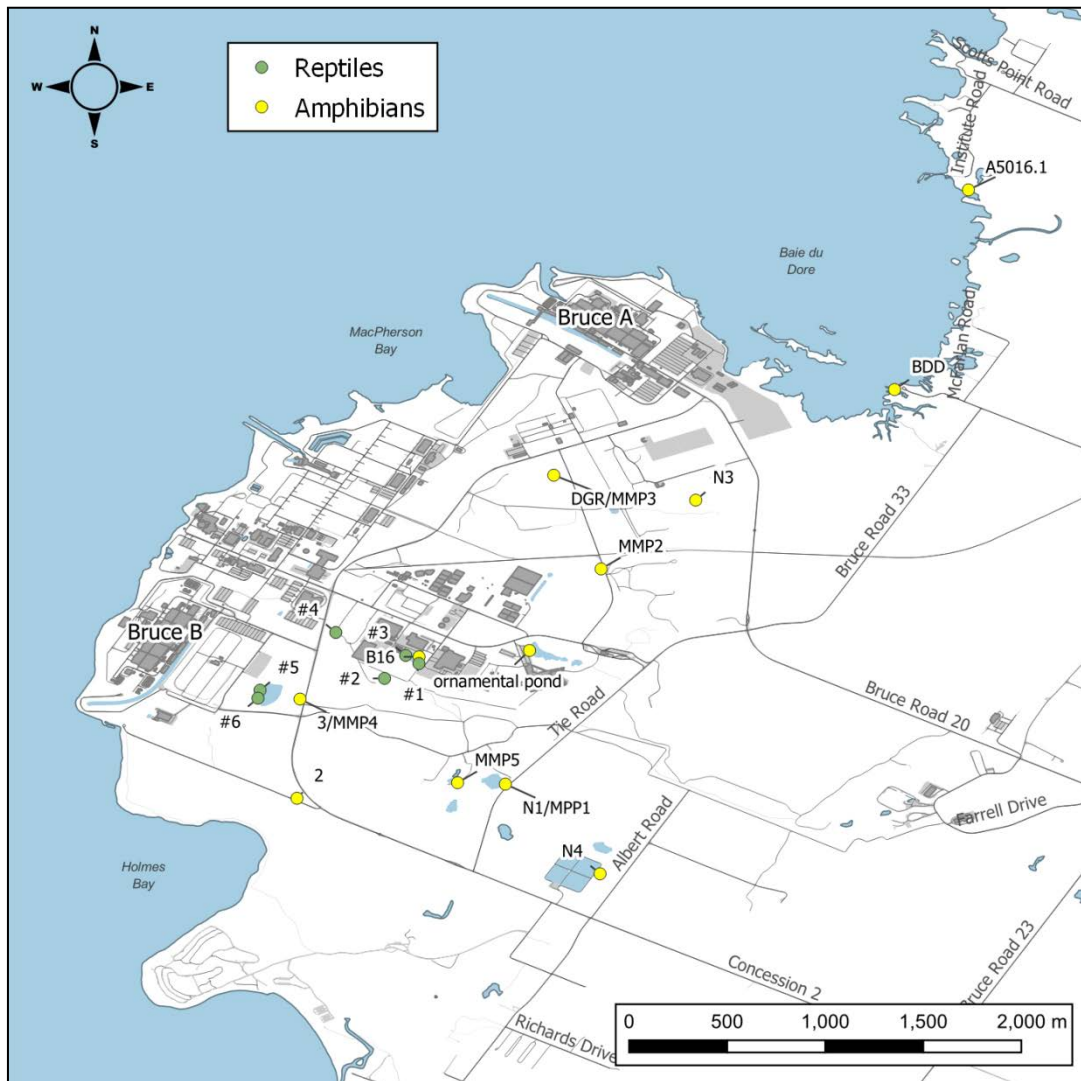 N
W
E
S
Reptiles
Amphibians
Scotts Point Road
Institute Road
A5016.1
Baie du
Dore
Bruce A
MacPherson
Bay
McLarlan Road
BDD
N3
DGR/MMP3
Bruce Road 33
MMP2
#4
#3
Bruce B
B16
#5
#2
#1
ornamental pond
#6
3/MMP4
Tie Road
Bruce Road 20
MMP5
2
N1/MPP1
Farrell Drive
Albert Road
N4
Holmes
Bay
Concession 2
Bruce Road 23
Richards Drive
0 500 1,000 1,500 2,000 m